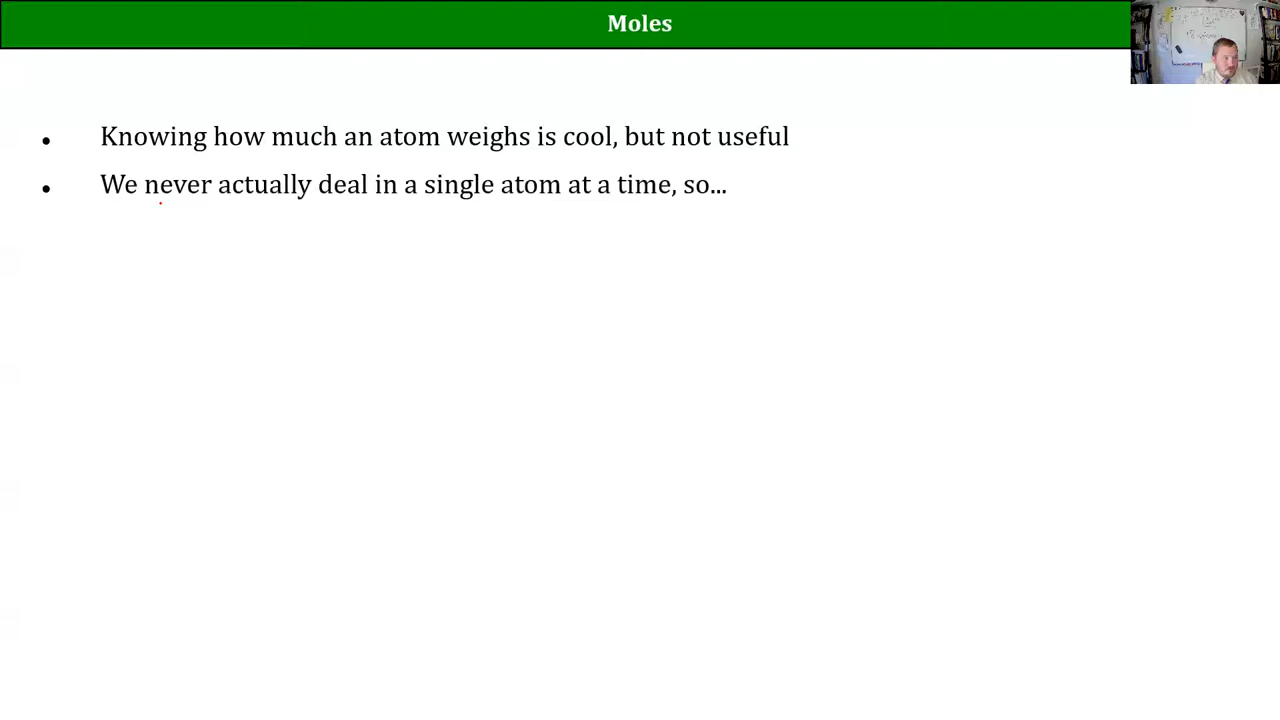 Moles
Knowing how much an atom weighs is cool, but not useful
We never actually deal in a single atom at a time, so...